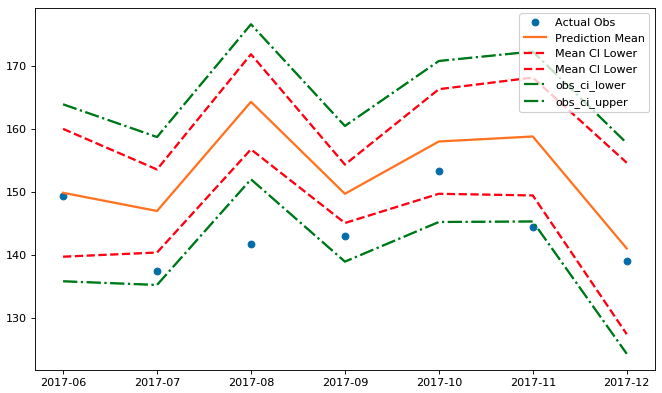 Actual Obs
Prediction Mean
Mean CI Lower
Mean CI Lower
obs_ci_lower
obs_ci_upper
170
160
150
140
130
2017-06 2017-07 2017-08 2017-09 2017-10 2017-11 2017-12